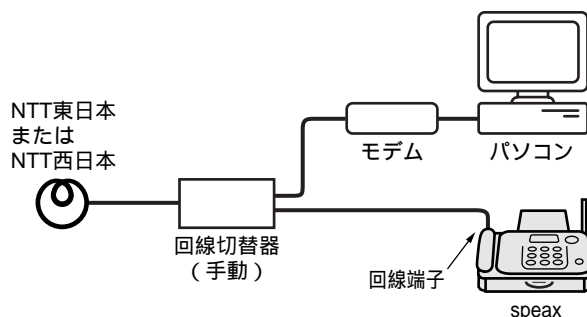 NTT東日本
または
NTT西日本
モデム
パソコン
回線切替器
（手動）
回線端子
speax